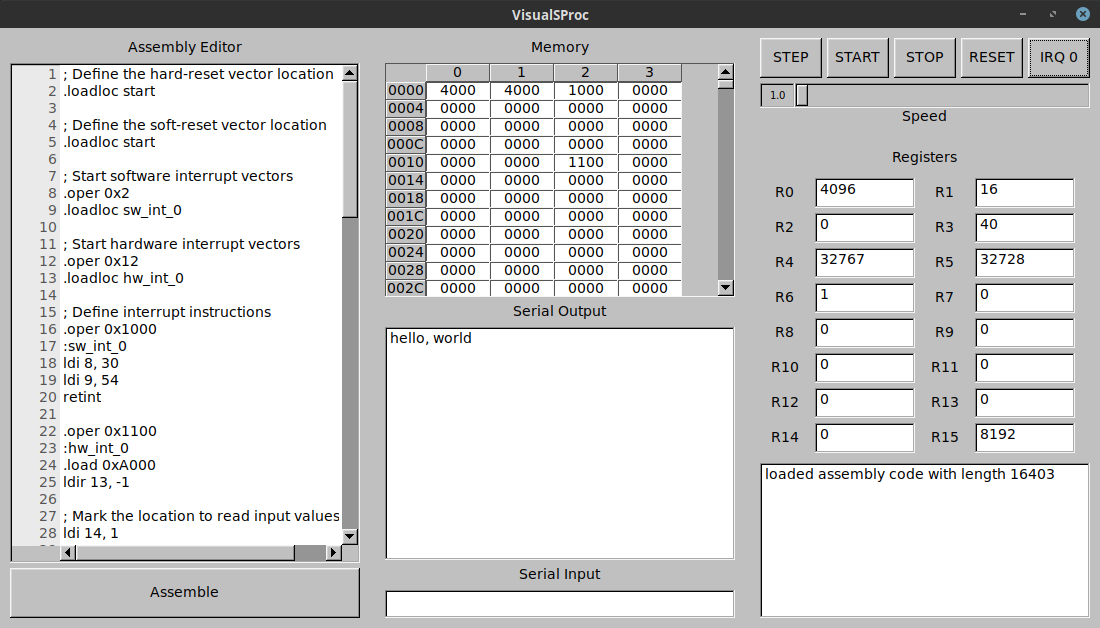 VisualSProc
Assembly Editor
1 ; Define the hard-reset vector location
2 .loadloc start
3
4 ; Define the soft-reset vector location
5 .loadloc start
6
7 ; Start software interrupt vectors
8 .oper 0x2
9 .loadloc sw_int_0
10
11 ; Start hardware interrupt vectors
12 .oper 0x12
13 .loadloc hw_int_0
14
15 ; Define interrupt instructions
16 .oper 0x1000
17 :sw_int_0
18 ldi 8, 30
19 ldi 9, 54
20 retint
21
22 .oper 0x1100
23 :hw_int_0
24 .load 0xA000
25 ldir 13, -1
26
27 ; Mark the location to read input values
28 ldi 14, 1
Assemble
Memory
0 1 2 3
0000 4000 4000 1000 0000
0004 0000 0000 0000 0000
0008 0000 0000 0000 0000
000C 0000 0000 0000 0000
0010 0000 0000 1100 0000
0014 0000 0000 0000 0000
0018 0000 0000 0000 0000
001C 0000 0000 0000 0000
0020 0000 0000 0000 0000
0024 0000 0000 0000 0000
0028 0000 0000 0000 0000
002C 0000 0000 0000 0000
Serial Output
hello, world
Serial Input
STEP START STOP RESET IRQ 0
1.0
Speed
Registers
R0 4096 R1 16
R2 0 R3 40
R4 32767 R5 32728
R6 1 R7 0
R8 0 R9 0
R10 0 R11 0
R12 0 R13 0
R14 0 R15 8192
loaded assembly code with length 16403